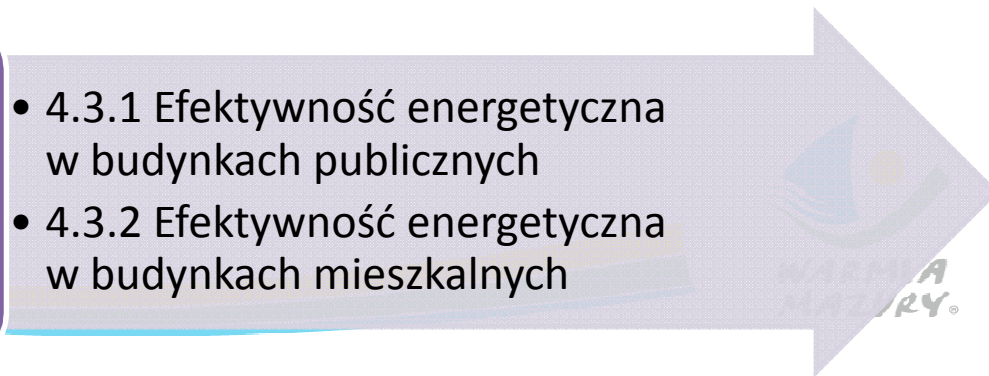 • 4.3.1 Efektywność energetyczna
w budynkach publicznych
• 4.3.2 Efektywność energetyczna
w budynkach mieszkalnych
WARMIA
MAZURY®